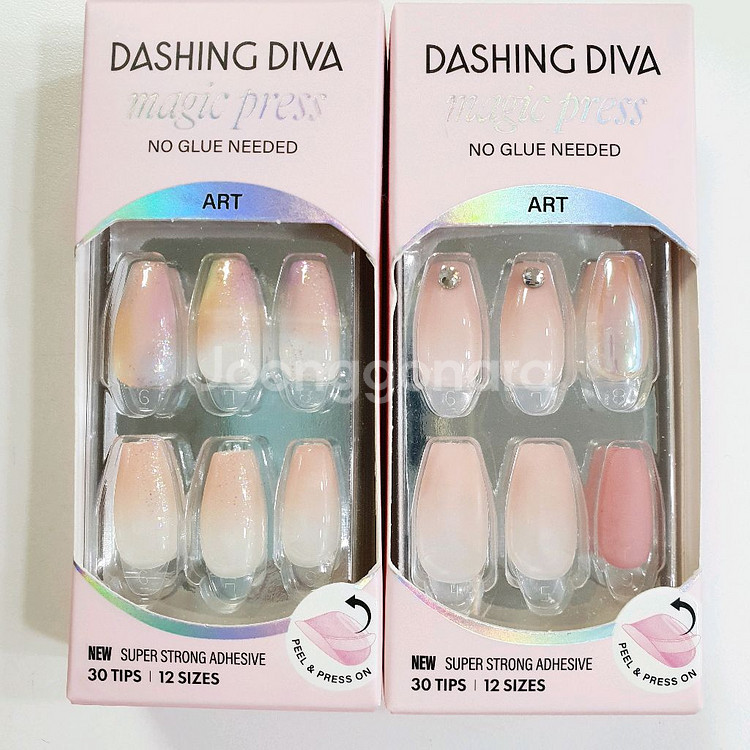 DASHING DIVA
magic press
NO GLUE NEEDED
ART
NEW SUPER STRONG ADHESIVE
30 TIPS | 12 SIZES
PEEL & PRESS ON
DASHING DIVA
magic press
NO GLUE NEEDED
ART
NEW SUPER STRONG ADHESIVE
30 TIPS | 12 SIZES
PEEL & PRESS ON
Joonggonara